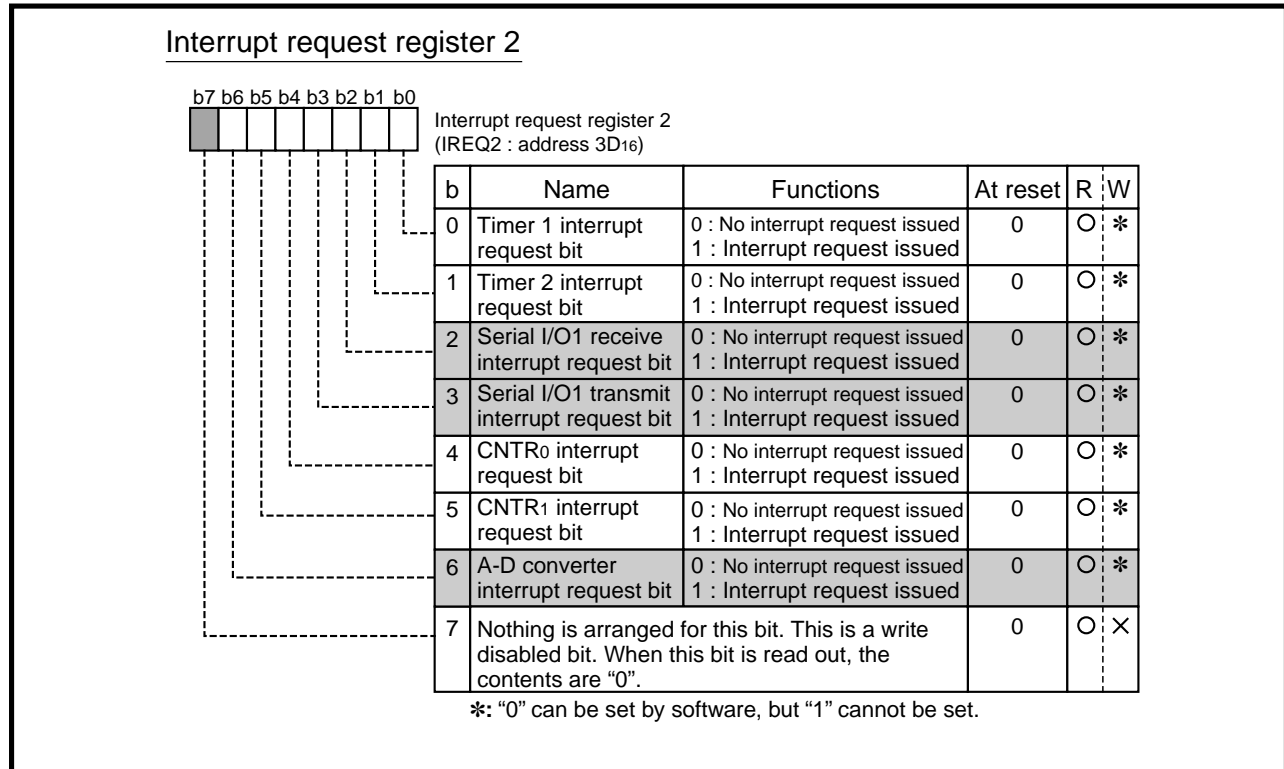 Interrupt request register 2
b7 b6 b5 b4 b3 b2 b1 b0
Interrupt request register 2
(IREQ2 : address 3D16)
b Name Functions At reset R W
0 Timer 1 interrupt request bit 0 : No interrupt request issued 0 ○ ✻
1 : Interrupt request issued
1 Timer 2 interrupt request bit 0 : No interrupt request issued 0 ○ ✻
1 : Interrupt request issued
2 Serial I/O1 receive interrupt request bit 0 : No interrupt request issued 0 ○ ✻
1 : Interrupt request issued
3 Serial I/O1 transmit interrupt request bit 0 : No interrupt request issued 0 ○ ✻
1 : Interrupt request issued
4 CNTR0 interrupt request bit 0 : No interrupt request issued 0 ○ ✻
1 : Interrupt request issued
5 CNTR1 interrupt request bit 0 : No interrupt request issued 0 ○ ✻
1 : Interrupt request issued
6 A-D converter interrupt request bit 0 : No interrupt request issued 0 ○ ✻
1 : Interrupt request issued
7 Nothing is arranged for this bit. This is a write 0 ○ ×
disabled bit. When this bit is read out, the
contents are “0”.
✻: “0” can be set by software, but “1” cannot be set.